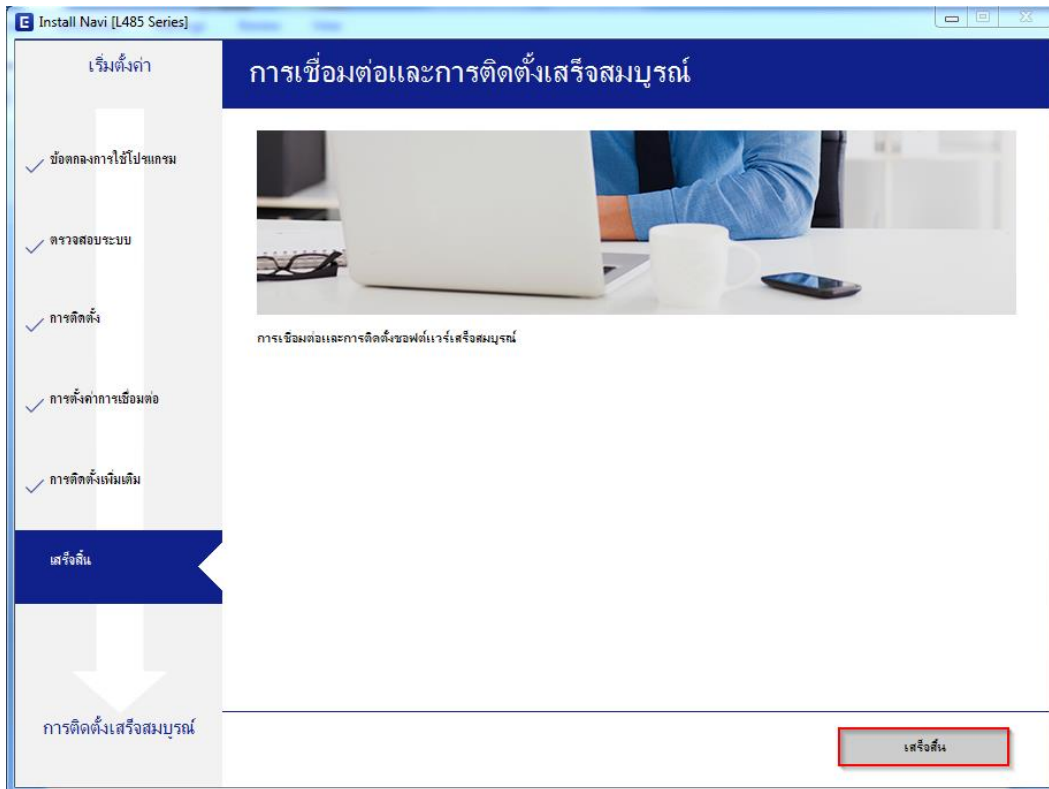 Install Navi [L485 Series]
เริ่มตั้งค่า
การเชื่อมต่อและการติดตั้งเสร็จสมบูรณ์
ข้อตกลงการใช้โปรแกรม
ตรวจสอบระบบ
การติดตั้ง
การเชื่อมต่อและการติดตั้งซอฟต์แวร์เสร็จสมบูรณ์
การตั้งค่าการเชื่อมต่อ
การติดตั้งเพิ่มเติม
เสร็จสิ้น
การติดตั้งเสร็จสมบูรณ์
เสร็จสิ้น